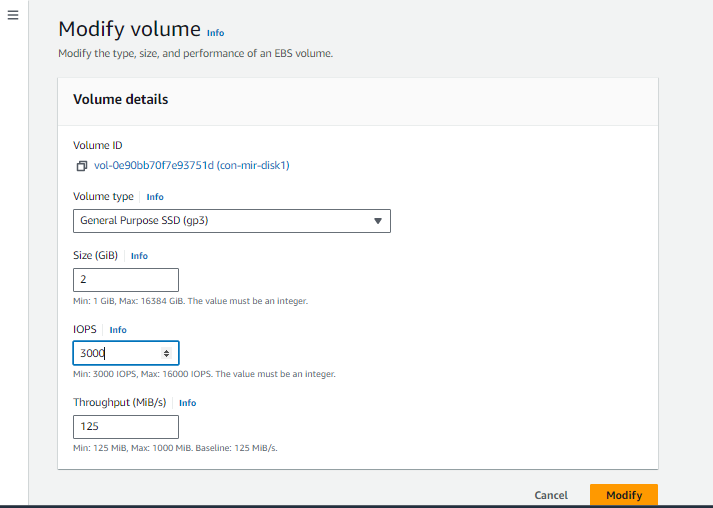 Modify volume Info
Modify the type, size, and performance of an EBS volume.
Volume details
Volume ID
vol-0e90bb70f7e93751d (con-mir-disk1)
Volume type Info
General Purpose SSD (gp3)
Size (GiB) Info
2
Min: 1 GiB, Max: 16384 GiB. The value must be an integer.
IOPS Info
3000
Min: 3000 IOPS, Max: 16000 IOPS. The value must be an integer.
Throughput (MiB/s) Info
125
Min: 125 MiB, Max: 1000 MiB. Baseline: 125 MiB/s.
Cancel Modify